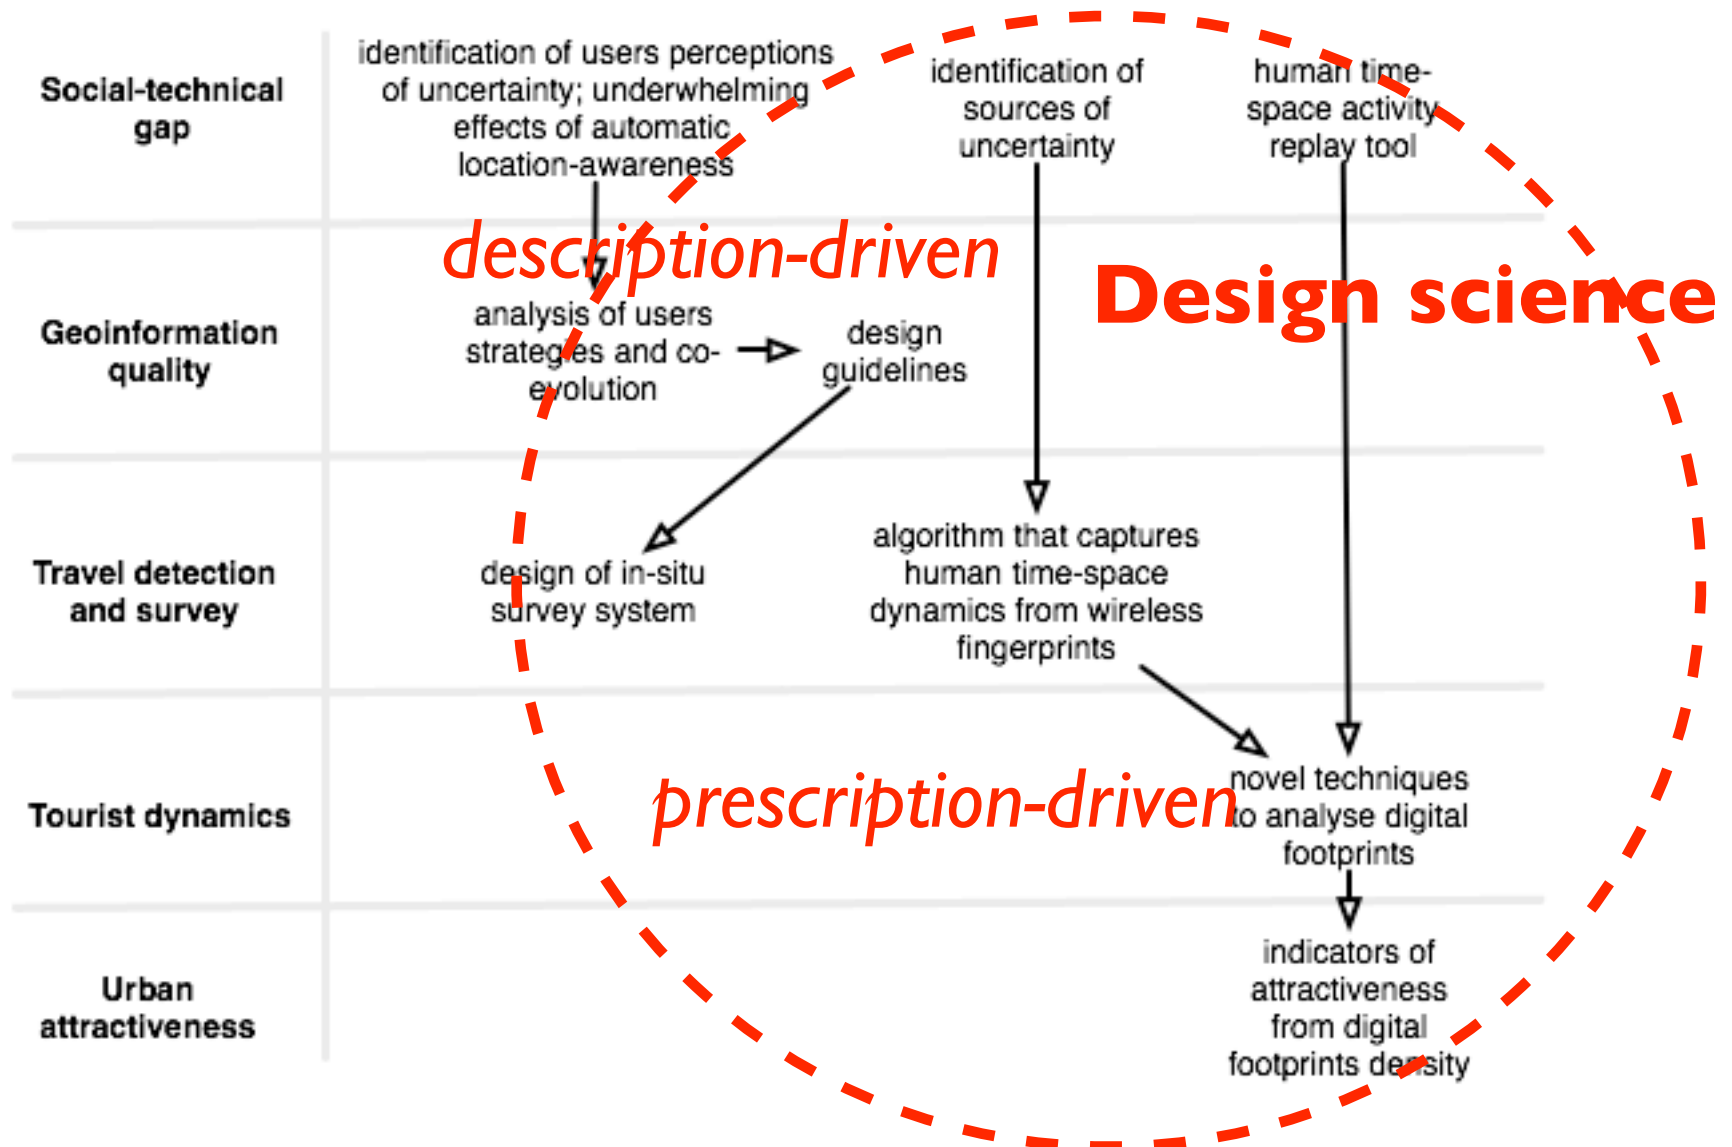 Social-technical
gap
identification of users perceptions
of uncertainty; underwhelming
effects of automatic
location-awareness
identification of
sources of
uncertainty
human time-
space activity
replay tool
description-driven
Design science
Geoinformation
quality
analysis of users
strategies and co-
evolution
design
guidelines
Travel detection
and survey
design of in-situ
survey system
algorithm that captures
human time-space
dynamics from wireless
fingerprints
Tourist dynamics
prescription-driven
novel techniques
to analyse digital
footprints
Urban
attractiveness
indicators of
attractiveness
from digital
footprints density